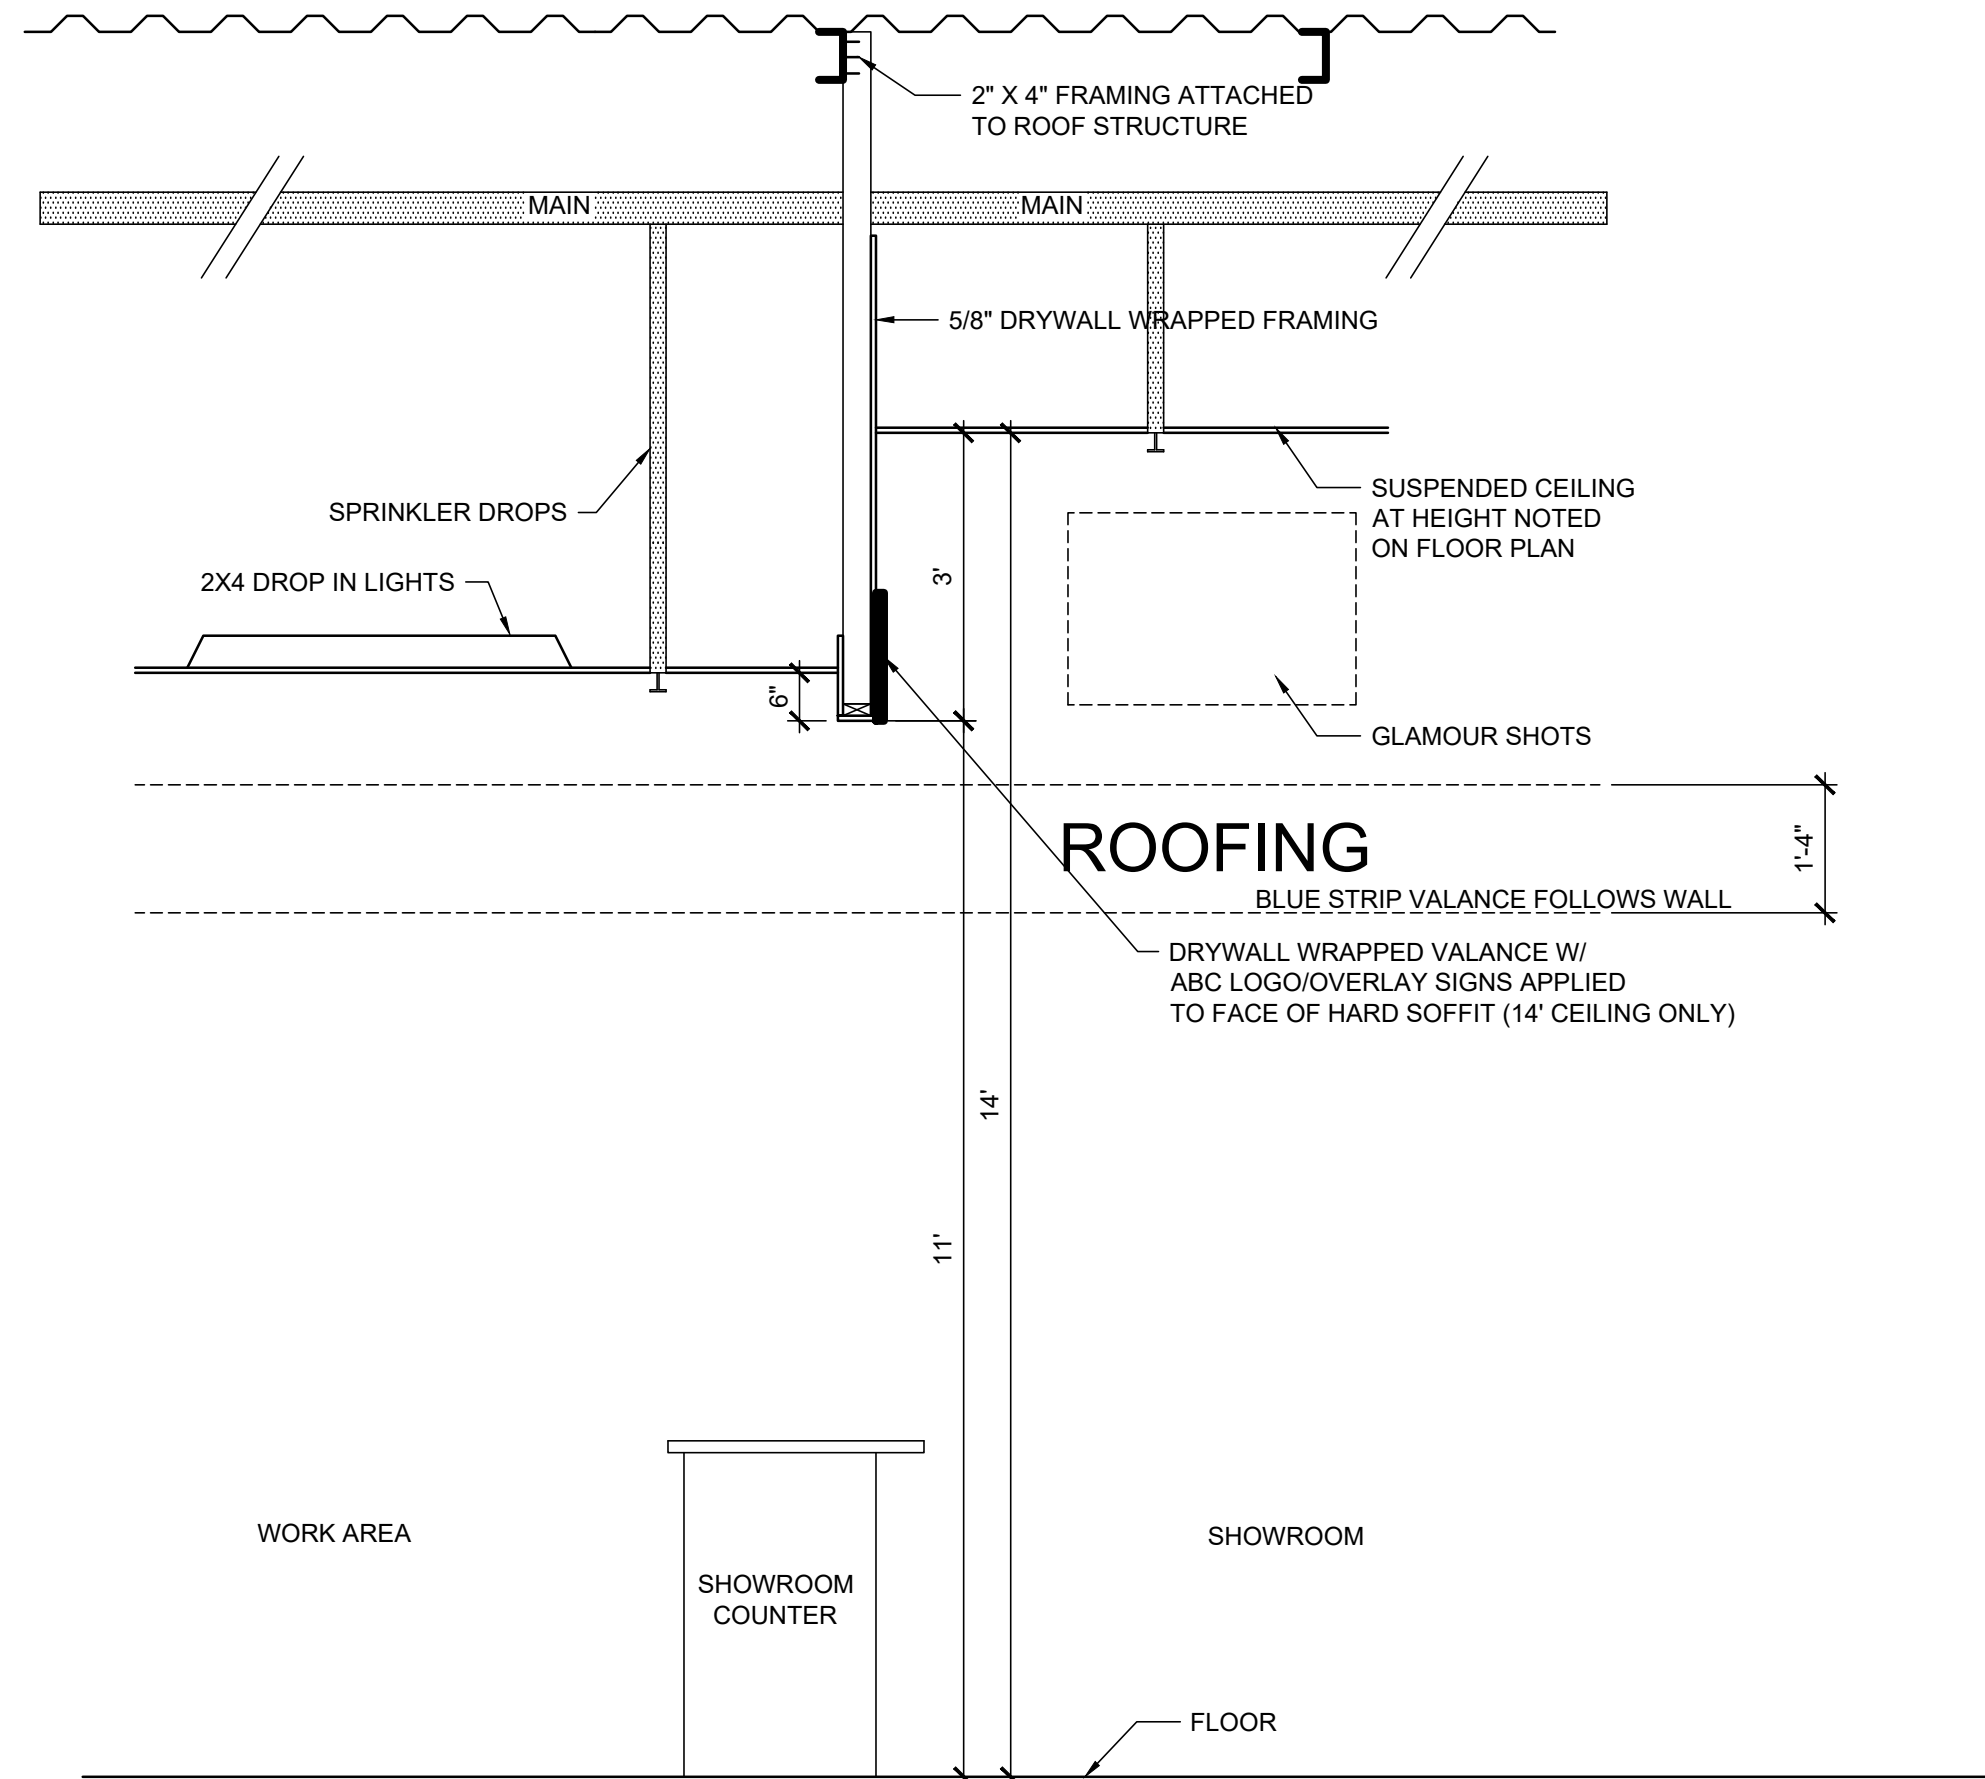 2" X 4" FRAMING ATTACHED
TO ROOF STRUCTURE
MAIN
MAIN
5/8" DRYWALL WRAPPED FRAMING
SUSPENDED CEILING
AT HEIGHT NOTED
ON FLOOR PLAN
SPRINKLER DROPS
3'
2X4 DROP IN LIGHTS
6"
GLAMOUR SHOTS
ROOFING
1'-4"
BLUE STRIP VALANCE FOLLOWS WALL
DRYWALL WRAPPED VALANCE W/
ABC LOGO/OVERLAY SIGNS APPLIED
TO FACE OF HARD SOFFIT (14' CEILING ONLY)
14'
11'
WORK AREA
SHOWROOM
SHOWROOM
COUNTER
FLOOR